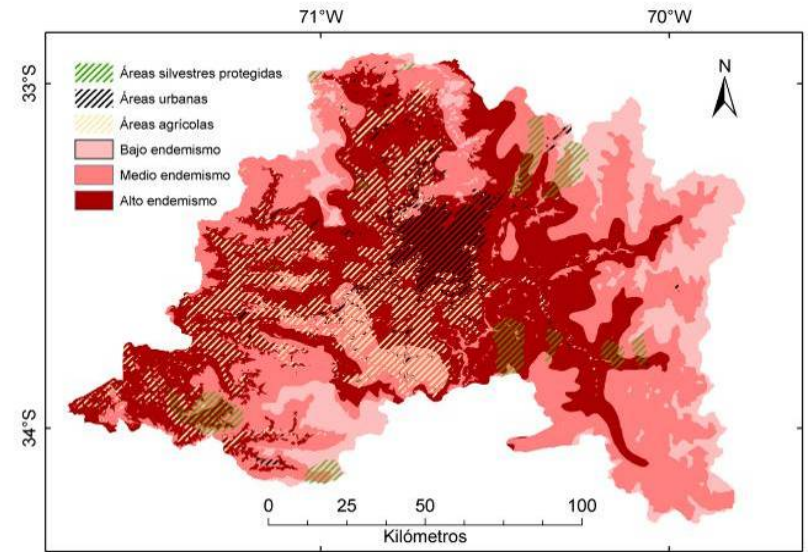 71°W
70°W
33°S
34°S
N
Áreas silvestres protegidas
Áreas urbanas
Áreas agrícolas
Bajo endemismo
Medio endemismo
Alto endemismo
0 25 50 100
Kilómetros